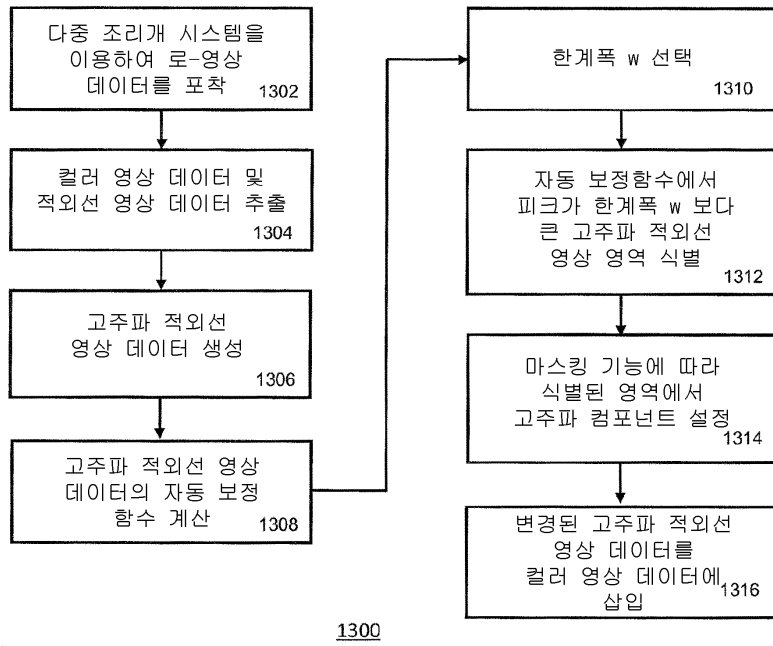 다중 조리개 시스템을
이용하여 로-영상
데이터를 포착
1302
컬러 영상 데이터 및
적외선 영상 데이터 추출
1304
고주파 적외선
영상 데이터 생성
1306
고주파 적외선 영상
데이터의 자동 보정
함수 계산
1308
한계폭 w 선택
1310
자동 보정함수에서
피크가 한계폭 w 보다
큰 고주파 적외선
영상 영역 식별
1312
마스킹 기능에 따라
식별된 영역에서
고주파 컴포넌트 설정
1314
변경된 고주파 적외선
영상 데이터를
컬러 영상 데이터에
삽입
1316
1300